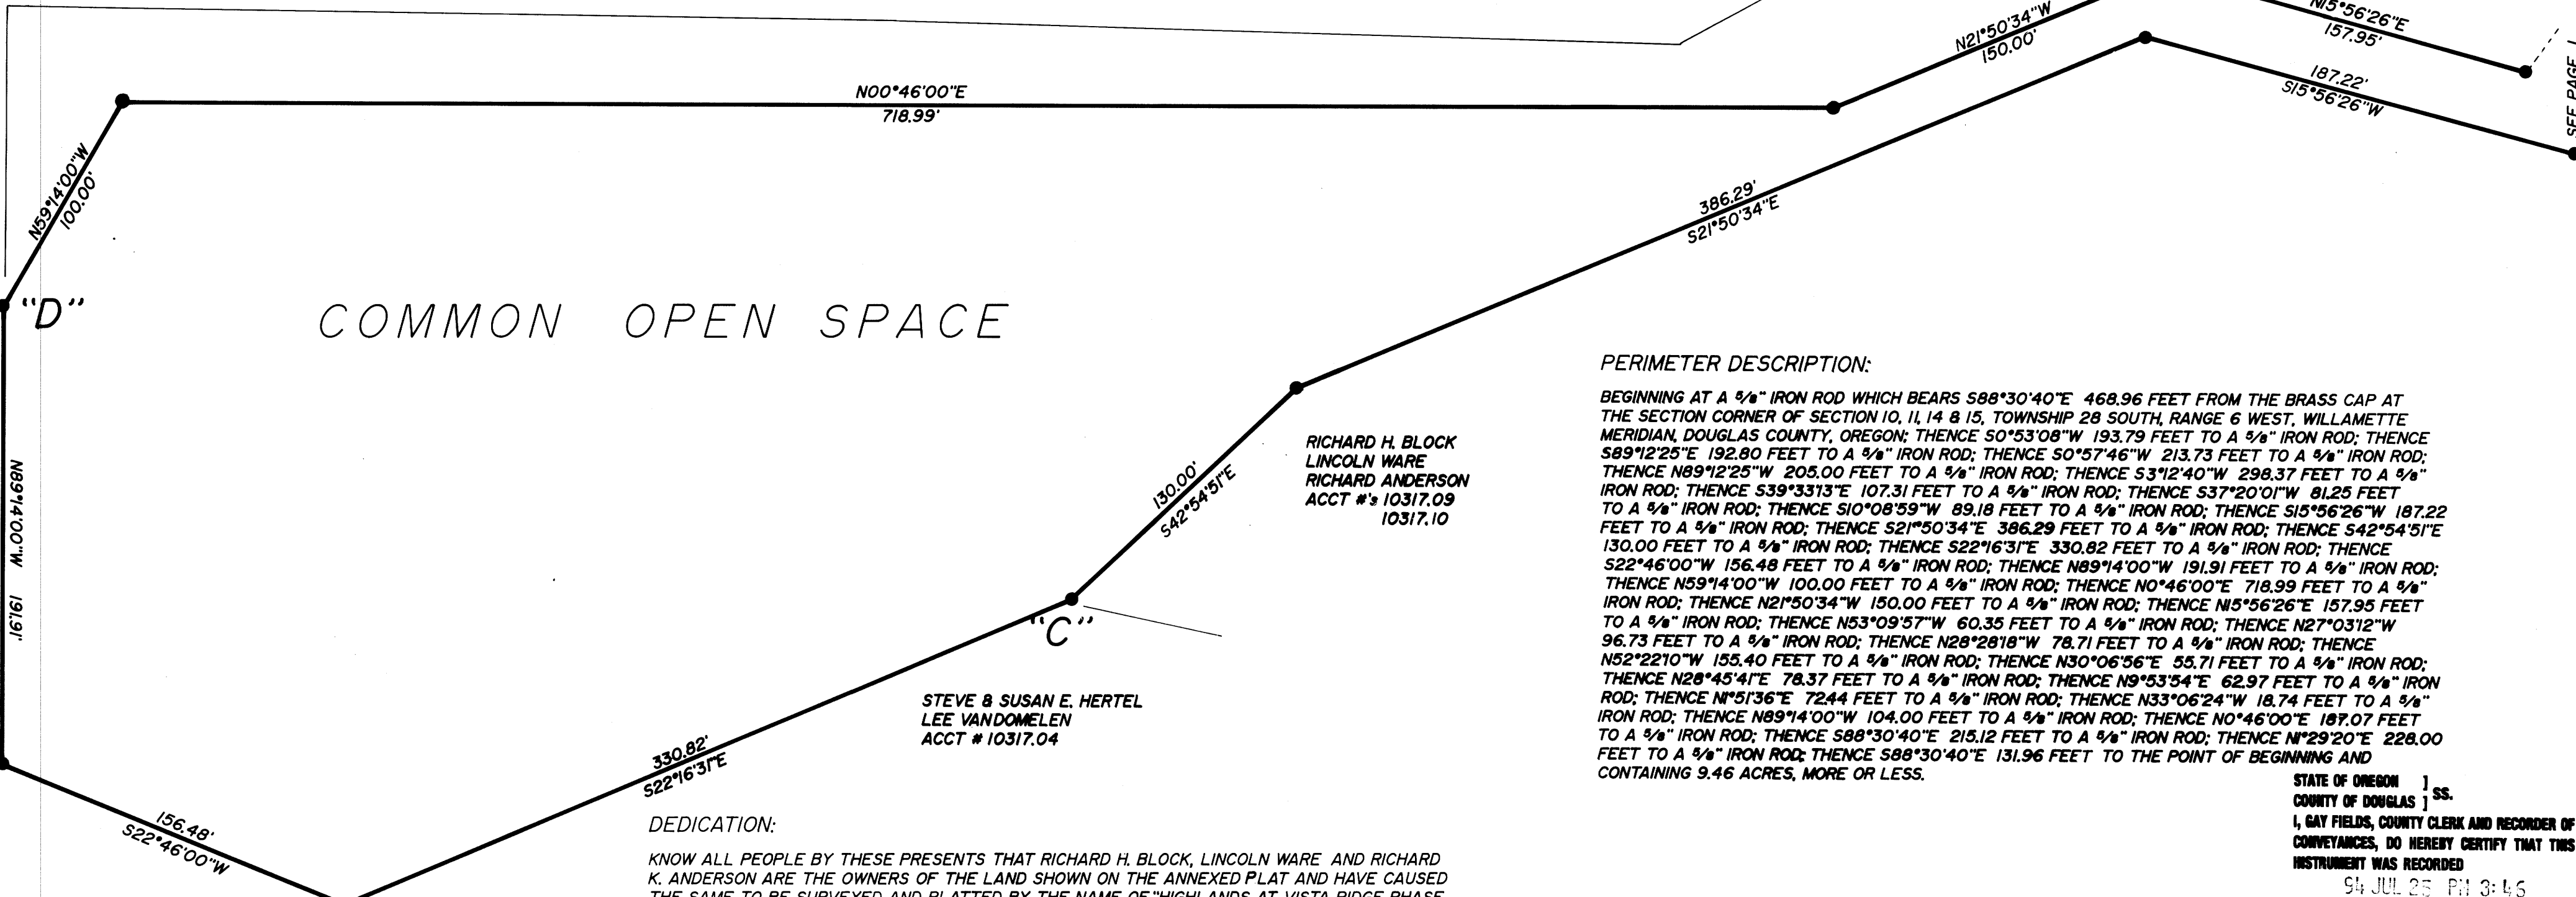 N00°46'00"E
718.99'
N21°50'34"W
150.00'
N15°56'26"E
157.95'
187.22'
S15°56'26"W
SEE PAGE 1
N59°14'00"W
100.00'
"D"
COMMON OPEN SPACE
386.29'
S21°50'34"E
N89°14'00"W 191.91'
130.00'
S42°54'51"E
RICHARD H. BLOCK
LINCOLN WARE
RICHARD ANDERSON
ACCT #'s 10317.09
10317.10
"C"
STEVE & SUSAN E. HERTEL
LEE VANDOMELEN
ACCT # 10317.04
330.82'
S22°16'31"E
156.48'
S22°46'00"W
PERIMETER DESCRIPTION:
BEGINNING AT A 5/8" IRON ROD WHICH BEARS S88°30'40"E 468.96 FEET FROM THE BRASS CAP AT
THE SECTION CORNER OF SECTION 10, 11, 14 & 15, TOWNSHIP 28 SOUTH, RANGE 6 WEST, WILLAMETTE
MERIDIAN, DOUGLAS COUNTY, OREGON; THENCE S0°53'08"W 193.79 FEET TO A 5/8" IRON ROD; THENCE
S89°12'25"E 192.80 FEET TO A 5/8" IRON ROD; THENCE S0°57'46"W 213.73 FEET TO A 5/8" IRON ROD;
THENCE N89°12'25"W 205.00 FEET TO A 5/8" IRON ROD; THENCE S3°12'40"W 298.37 FEET TO A 5/8"
IRON ROD; THENCE S39°33'13"E 107.31 FEET TO A 5/8" IRON ROD; THENCE S37°20'01"W 81.25 FEET
TO A 5/8" IRON ROD; THENCE S10°08'59"W 89.18 FEET TO A 5/8" IRON ROD; THENCE S15°56'26"W 187.22
FEET TO A 5/8" IRON ROD; THENCE S21°50'34"E 386.29 FEET TO A 5/8" IRON ROD; THENCE S42°54'51"E
130.00 FEET TO A 5/8" IRON ROD; THENCE S22°16'31"E 330.82 FEET TO A 5/8" IRON ROD; THENCE
S22°46'00"W 156.48 FEET TO A 5/8" IRON ROD; THENCE N89°14'00"W 191.91 FEET TO A 5/8" IRON ROD;
THENCE N59°14'00"W 100.00 FEET TO A 5/8" IRON ROD; THENCE N0°46'00"E 718.99 FEET TO A 5/8"
IRON ROD; THENCE N21°50'34"W 150.00 FEET TO A 5/8" IRON ROD; THENCE N15°56'26"E 157.95 FEET
TO A 5/8" IRON ROD; THENCE N53°09'57"W 60.35 FEET TO A 5/8" IRON ROD; THENCE N27°03'12"W
96.73 FEET TO A 5/8" IRON ROD; THENCE N28°28'18"W 78.71 FEET TO A 5/8" IRON ROD; THENCE
N52°22'10"W 155.40 FEET TO A 5/8" IRON ROD; THENCE N30°06'56"E 55.71 FEET TO A 5/8" IRON ROD;
THENCE N28°45'41"E 78.37 FEET TO A 5/8" IRON ROD; THENCE N9°53'54"E 62.97 FEET TO A 5/8" IRON
ROD; THENCE N1°51'36"E 72.44 FEET TO A 5/8" IRON ROD; THENCE N33°06'24"W 18.74 FEET TO A 5/8"
IRON ROD; THENCE N89°14'00"W 104.00 FEET TO A 5/8" IRON ROD; THENCE N0°46'00"E 187.07 FEET
TO A 5/8" IRON ROD; THENCE S88°30'40"E 215.12 FEET TO A 5/8" IRON ROD; THENCE N1°29'20"E 228.00
FEET TO A 5/8" IRON ROD; THENCE S88°30'40"E 131.96 FEET TO THE POINT OF BEGINNING AND
CONTAINING 9.46 ACRES, MORE OR LESS.
DEDICATION:
KNOW ALL PEOPLE BY THESE PRESENTS THAT RICHARD H. BLOCK, LINCOLN WARE AND RICHARD
K. ANDERSON ARE THE OWNERS OF THE LAND SHOWN ON THE ANNEXED PLAT AND HAVE CAUSED
THE SAME TO BE SURVEYED AND PLATTED BY THE NAME OF "HIGHLANDS AT VISTA RIDGE PHASE
STATE OF OREGON ] SS.
COUNTY OF DOUGLAS ]
I, GAY FIELDS, COUNTY CLERK AND RECORDER OF
CONVEYANCES, DO HEREBY CERTIFY THAT THIS
INSTRUMENT WAS RECORDED
94 JUL 25 PM 3:46